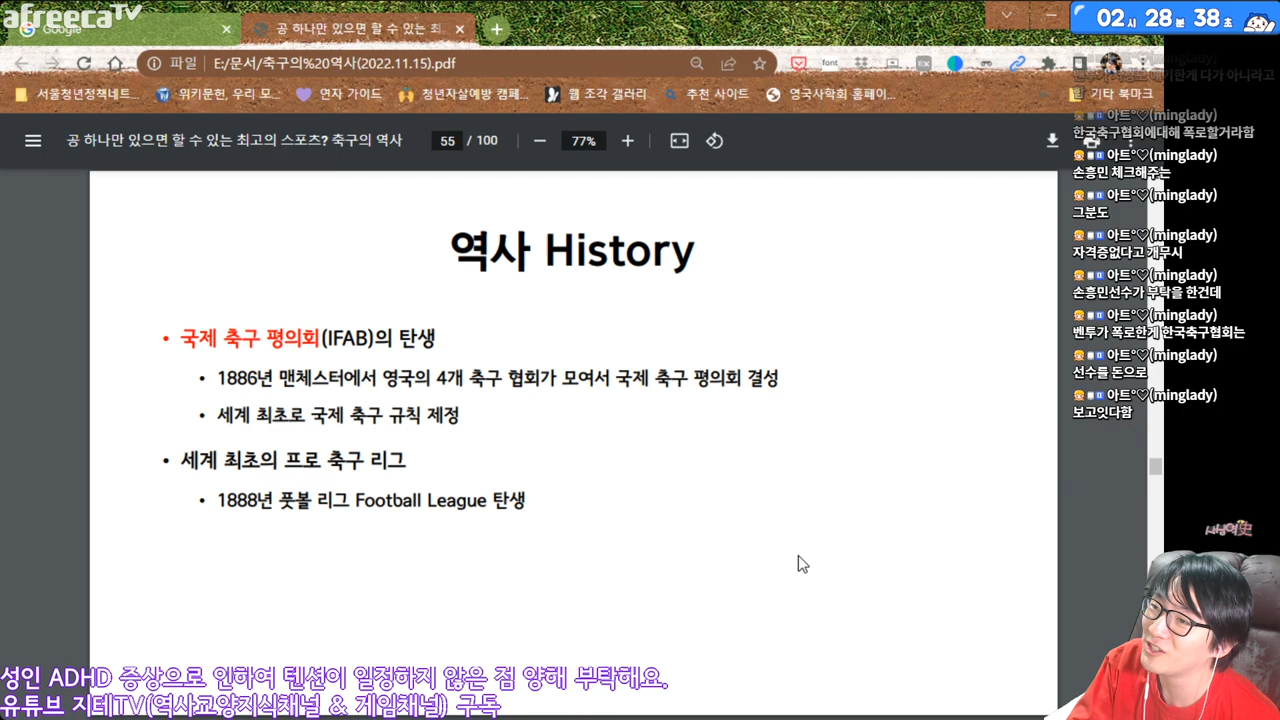 afreecaTV
Google
공 하나만 있으면 할 수 있는 최
02시 28분 38초
파일 E:/문서/축구의%20역사(2022.11.15).pdf
서울청년정책네트... 위키문헌, 우리 모... 연자 가이드 청년자살예방 캠페... 웹 조각 갤러리 추천 사이트 영국사학회 홈페이... 기타 북마크
공 하나만 있으면 할 수 있는 최고의 스포츠? 축구의 역사 55 / 100 77%
역사 History
• 국제 축구 평의회(IFAB)의 탄생
• 1886년 맨체스터에서 영국의 4개 축구 협회가 모여서 국제 축구 평의회 결성
• 세계 최초로 국제 축구 규칙 제정
• 세계 최초의 프로 축구 리그
• 1888년 풋볼 리그 Football League 탄생
한국축구협회에대해 폭로할거라함
아트°♡(minglady)
손흥민 체크해주는
아트°♡(minglady)
그분도
아트°♡(minglady)
자격증없다고 개무시
아트°♡(minglady)
손흥민선수가 부탁을 한건데
아트°♡(minglady)
벤투가 폭로한게 한국축구협회는
아트°♡(minglady)
선수를 돈으로
아트°♡(minglady)
보고잇다함
성인 ADHD 증상으로 인하여 텐션이 일정하지 않은 점 양해 부탁해요.
유튜브 지테TV(역사교양지식채널 & 게임채널) 구독